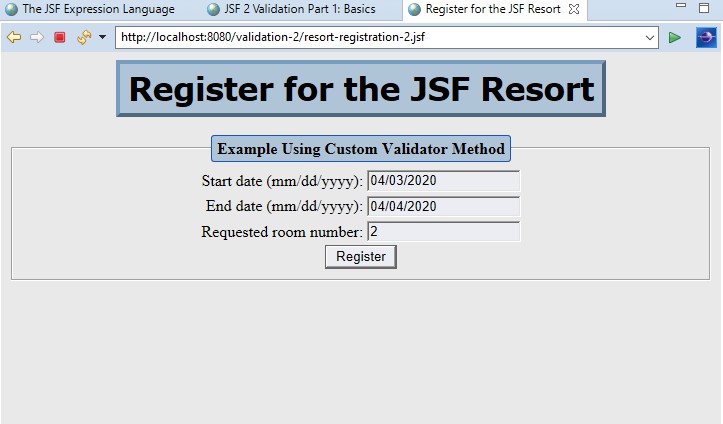 The JSF Expression Language JSF 2 Validation Part 1: Basics Register for the JSF Resort
http://localhost:8080/validation-2/resort-registration-2.jsf
Register for the JSF Resort
Example Using Custom Validator Method
Start date (mm/dd/yyyy): 04/03/2020
End date (mm/dd/yyyy): 04/04/2020
Requested room number: 2
Register